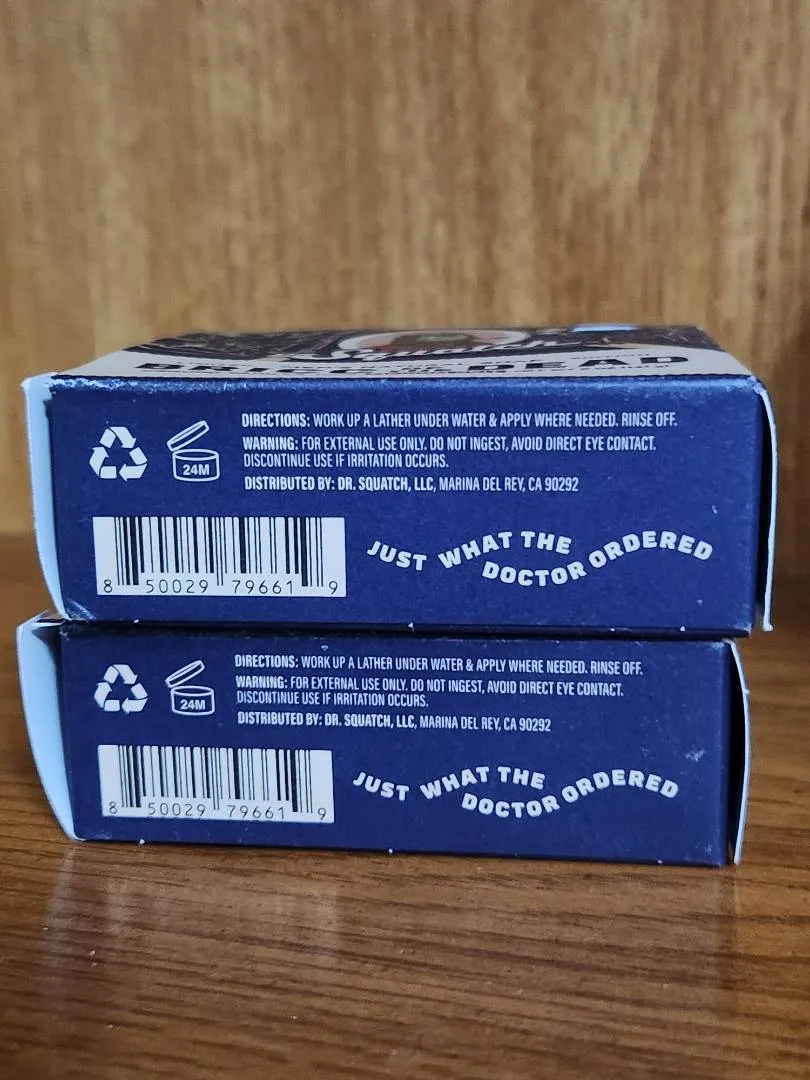 Squatch
BRICC DEAD
DIRECTIONS: WORK UP A LATHER UNDER WATER & APPLY WHERE NEEDED. RINSE OFF.
WARNING: FOR EXTERNAL USE ONLY. DO NOT INGEST, AVOID DIRECT EYE CONTACT.
DISCONTINUE USE IF IRRITATION OCCURS.
DISTRIBUTED BY: DR. SQUATCH, LLC, MARINA DEL REY, CA 90292
24M
8 50029 79661 9
JUST WHAT THE
DOCTOR ORDERED
DIRECTIONS: WORK UP A LATHER UNDER WATER & APPLY WHERE NEEDED. RINSE OFF.
WARNING: FOR EXTERNAL USE ONLY. DO NOT INGEST, AVOID DIRECT EYE CONTACT.
DISCONTINUE USE IF IRRITATION OCCURS.
DISTRIBUTED BY: DR. SQUATCH, LLC, MARINA DEL REY, CA 90292
24M
8 50029 79661 9
JUST WHAT THE
DOCTOR ORDERED